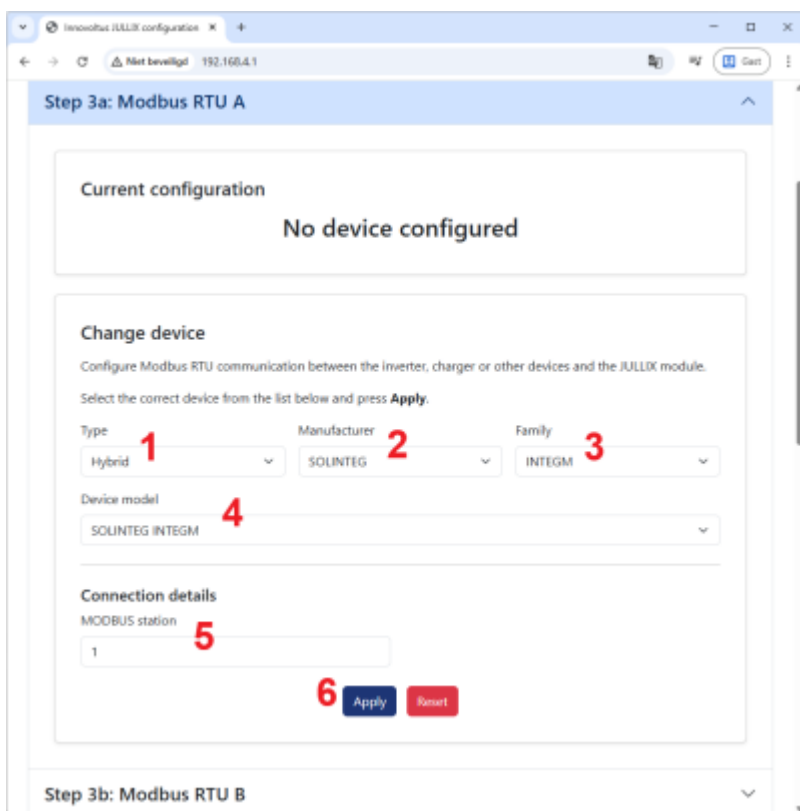 Innovoltus JULLIX configuration
Niet beveiligd 192.168.4.1 Gast
Step 3a: Modbus RTU A
Current configuration
No device configured
Change device
Configure Modbus RTU communication between the inverter, charger or other devices and the JULLIX module.
Select the correct device from the list below and press Apply.
Type Manufacturer Family
1 2 3
Hybrid SOLINTEG INTEGM
Device model
4
SOLINTEG INTEGM
Connection details
MODBUS station
5
1
6 Apply Reset
Step 3b: Modbus RTU B